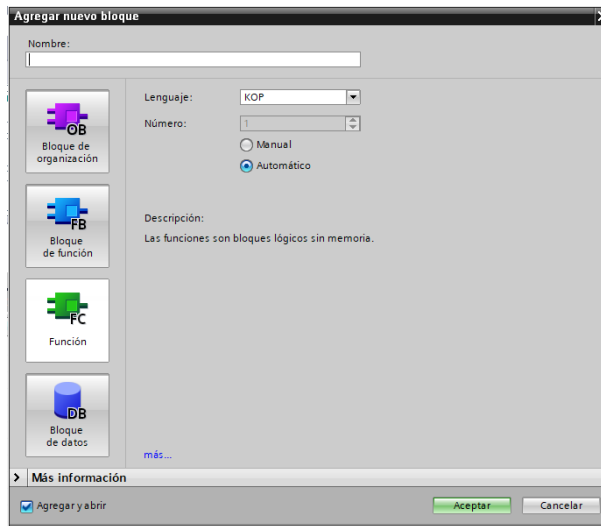 Agregar nuevo bloque
Nombre:
OB
Bloque de
organización
FB
Bloque
de función
FC
Función
DB
Bloque
de datos
Lenguaje: KOP
Número: 1
Manual
Automático
Descripción:
Las funciones son bloques lógicos sin memoria.
más...
> Más información
Agregar y abrir
Aceptar
Cancelar